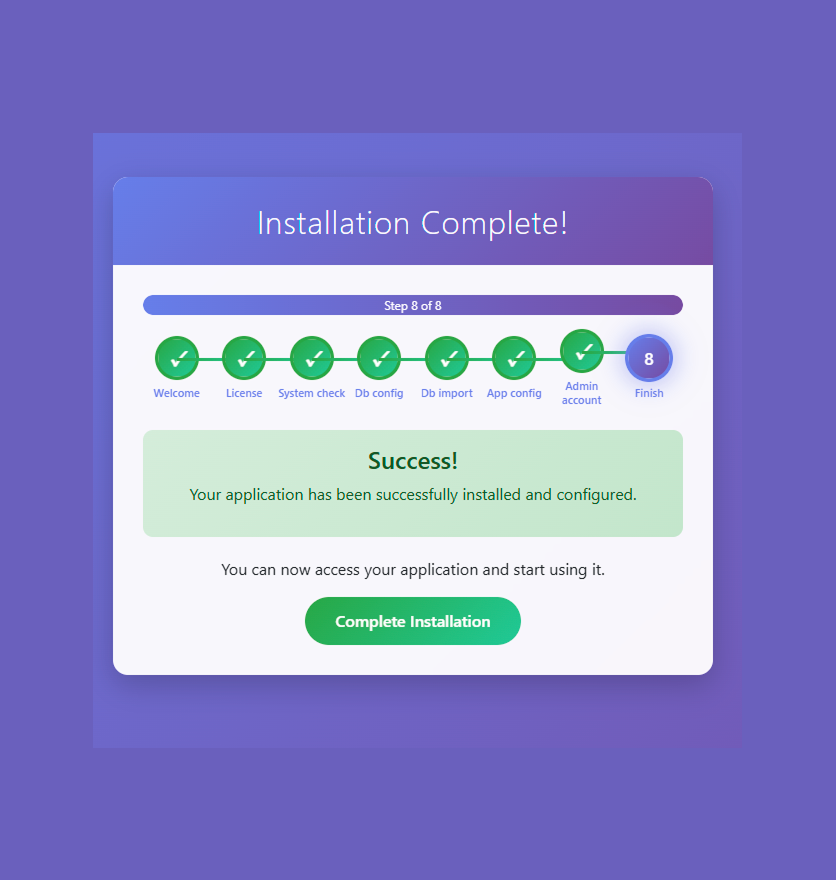 Installation Complete!
Step 8 of 8
8
Welcome License System check Db config Db import App config Admin account Finish
Success!
Your application has been successfully installed and configured.
You can now access your application and start using it.
Complete Installation